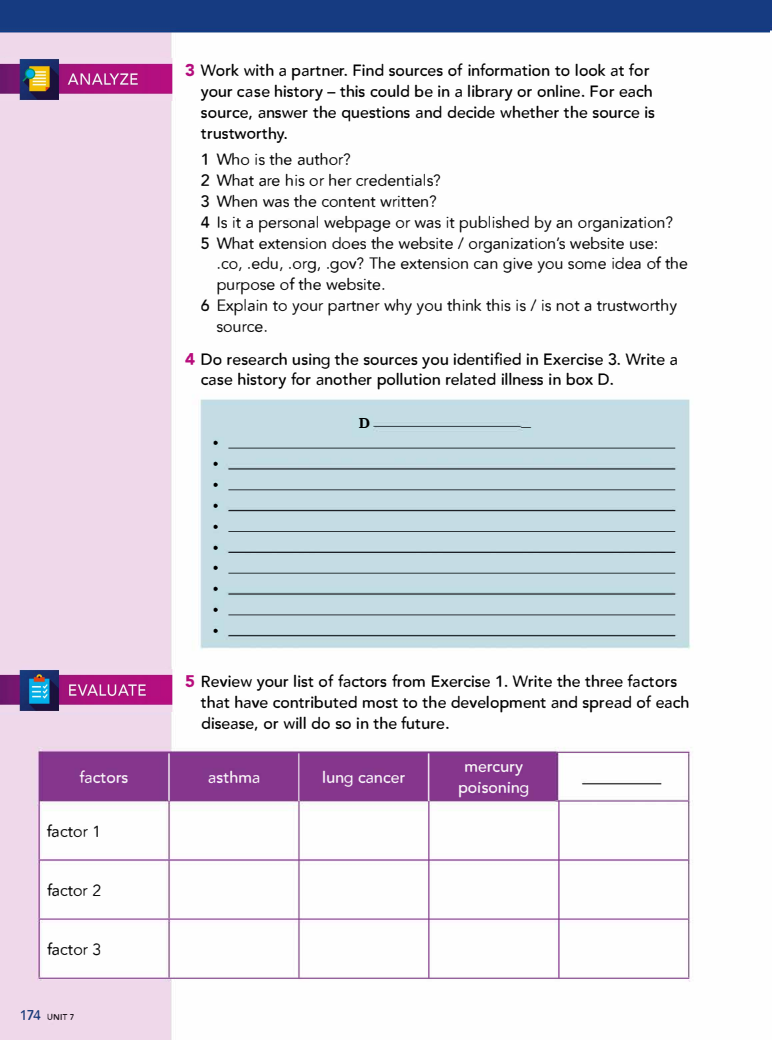 ANALYZE
3 Work with a partner. Find sources of information to look at for
your case history – this could be in a library or online. For each
source, answer the questions and decide whether the source is
trustworthy.
1 Who is the author?
2 What are his or her credentials?
3 When was the content written?
4 Is it a personal webpage or was it published by an organization?
5 What extension does the website / organization's website use:
.co, .edu, .org, .gov? The extension can give you some idea of the
purpose of the website.
6 Explain to your partner why you think this is / is not a trustworthy
source.
4 Do research using the sources you identified in Exercise 3. Write a
case history for another pollution related illness in box D.
D
EVALUATE
5 Review your list of factors from Exercise 1. Write the three factors
that have contributed most to the development and spread of each
disease, or will do so in the future.
factors asthma lung cancer mercury poisoning
factor 1
factor 2
factor 3
174 UNIT 7